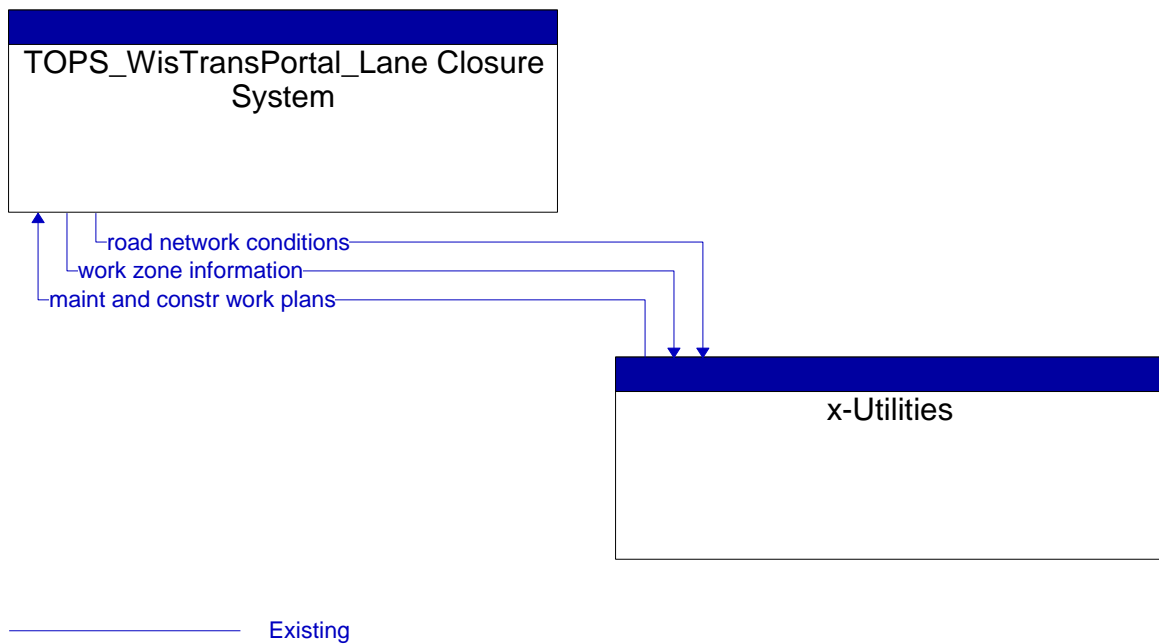 TOPS_WisTransPortal_Lane Closure
System
road network conditions
work zone information
maint and constr work plans
x-Utilities
Existing